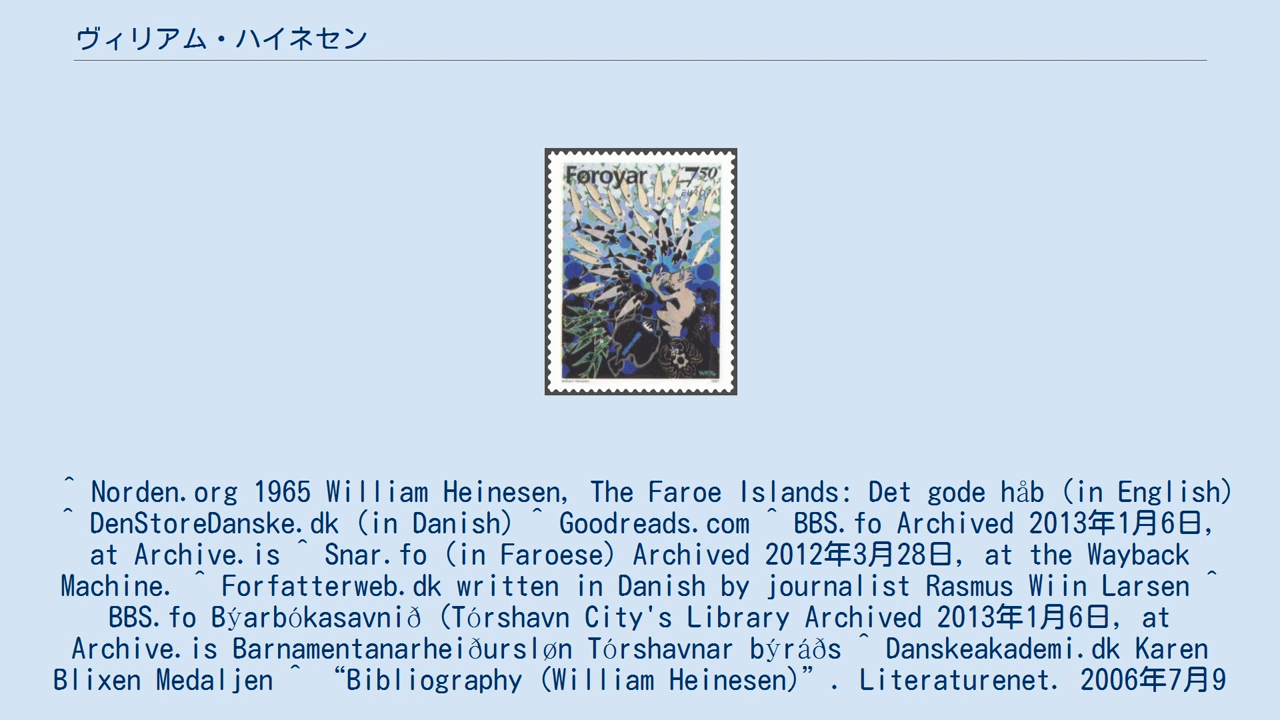 ヴィリアム・ハイネセン
Føroyar 750
EUROPA
^ Norden.org 1965 William Heinesen, The Faroe Islands: Det gode håb (in English)
^ DenStoreDanske.dk (in Danish) ^ Goodreads.com ^ BBS.fo Archived 2013年1月6日,
at Archive.is ^ Snar.fo (in Faroese) Archived 2012年3月28日, at the Wayback
Machine. ^ Forfatterweb.dk written in Danish by journalist Rasmus Wiin Larsen ^
BBS.fo Býarbókasavnið (Tórshavn City's Library Archived 2013年1月6日, at
Archive.is Barnamentanarheiðursløn Tórshavnar býráðs ^ Danskeakademi.dk Karen
Blixen Medaljen ^ “Bibliography (William Heinesen)”. Literaturenet. 2006年7月9